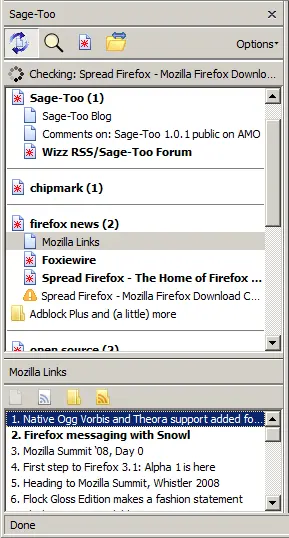 Sage-Too
Options
Checking: Spread Firefox - Mozilla Firefox Downlo...
Sage-Too (1)
Sage-Too Blog
Comments on: Sage-Too 1.0.1 public on AMO
Wizz RSS/Sage-Too Forum
chipmark (1)
firefox news (2)
Mozilla Links
Foxiewire
Spread Firefox - The Home of Firefox ...
Spread Firefox - Mozilla Firefox Download C...
Adblock Plus and (a little) more
open source (2)
Mozilla Links
1. Native Ogg Vorbis and Theora support added fo...
2. Firefox messaging with Snowl
3. Mozilla Summit '08, Day 0
4. First step to Firefox 3.1: Alpha 1 is here
5. Heading to Mozilla Summit, Whistler 2008
6. Flock Gloss Edition makes a fashion statement
Done